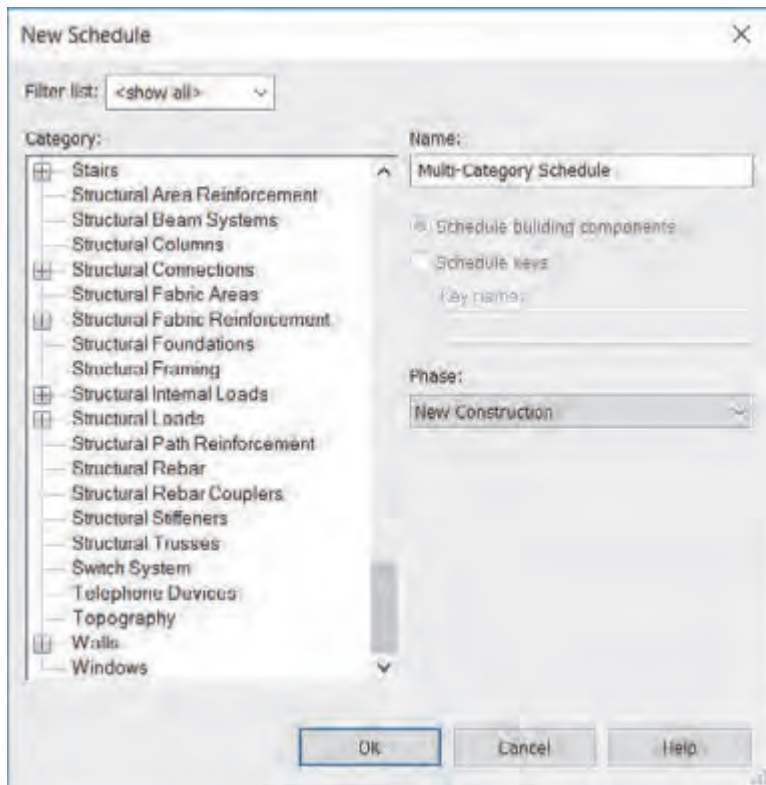 New Schedule
Filter list: <show all>
Category:
Stairs
Structural Area Reinforcement
Structural Beam Systems
Structural Columns
Structural Connections
Structural Fabric Areas
Structural Fabric Reinforcement
Structural Foundations
Structural Framing
Structural Internal Loads
Structural Loads
Structural Path Reinforcement
Structural Rebar
Structural Rebar Couplers
Structural Stiffeners
Structural Trusses
Switch System
Telephone Devices
Topography
Walls
Windows
Name:
Multi-Category Schedule
Schedule building components
Schedule keys
Key name:
Phase:
New Construction
OK
Cancel
Help